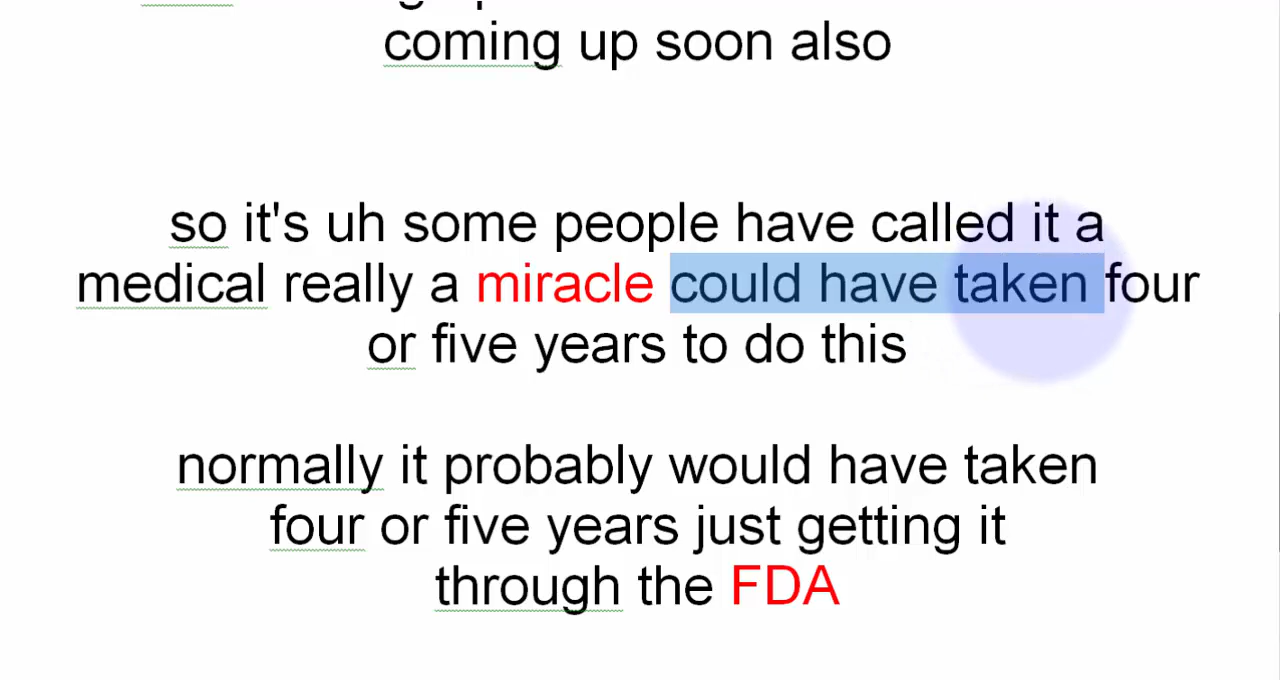 coming up soon also
so it's uh some people have called it a
medical really a miracle could have taken four
or five years to do this
normally it probably would have taken
four or five years just getting it
through the FDA